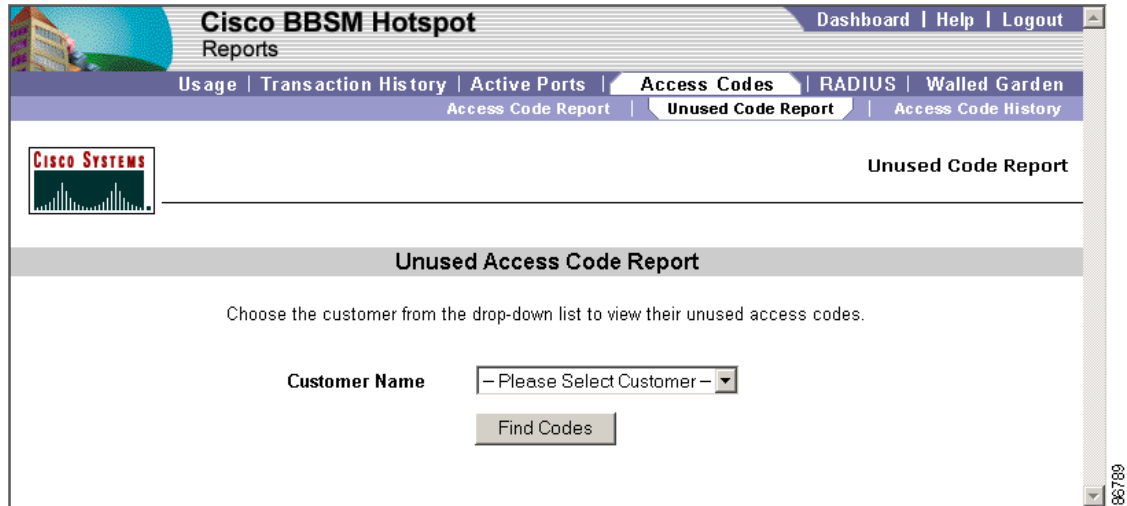 Cisco BBSM Hotspot
Dashboard | Help | Logout
Reports
Usage | Transaction History | Active Ports | Access Codes | RADIUS | Walled Garden
Access Code Report | Unused Code Report | Access Code History
CISCO SYSTEMS
Unused Code Report
Unused Access Code Report
Choose the customer from the drop-down list to view their unused access codes.
Customer Name
– Please Select Customer –
Find Codes
86789